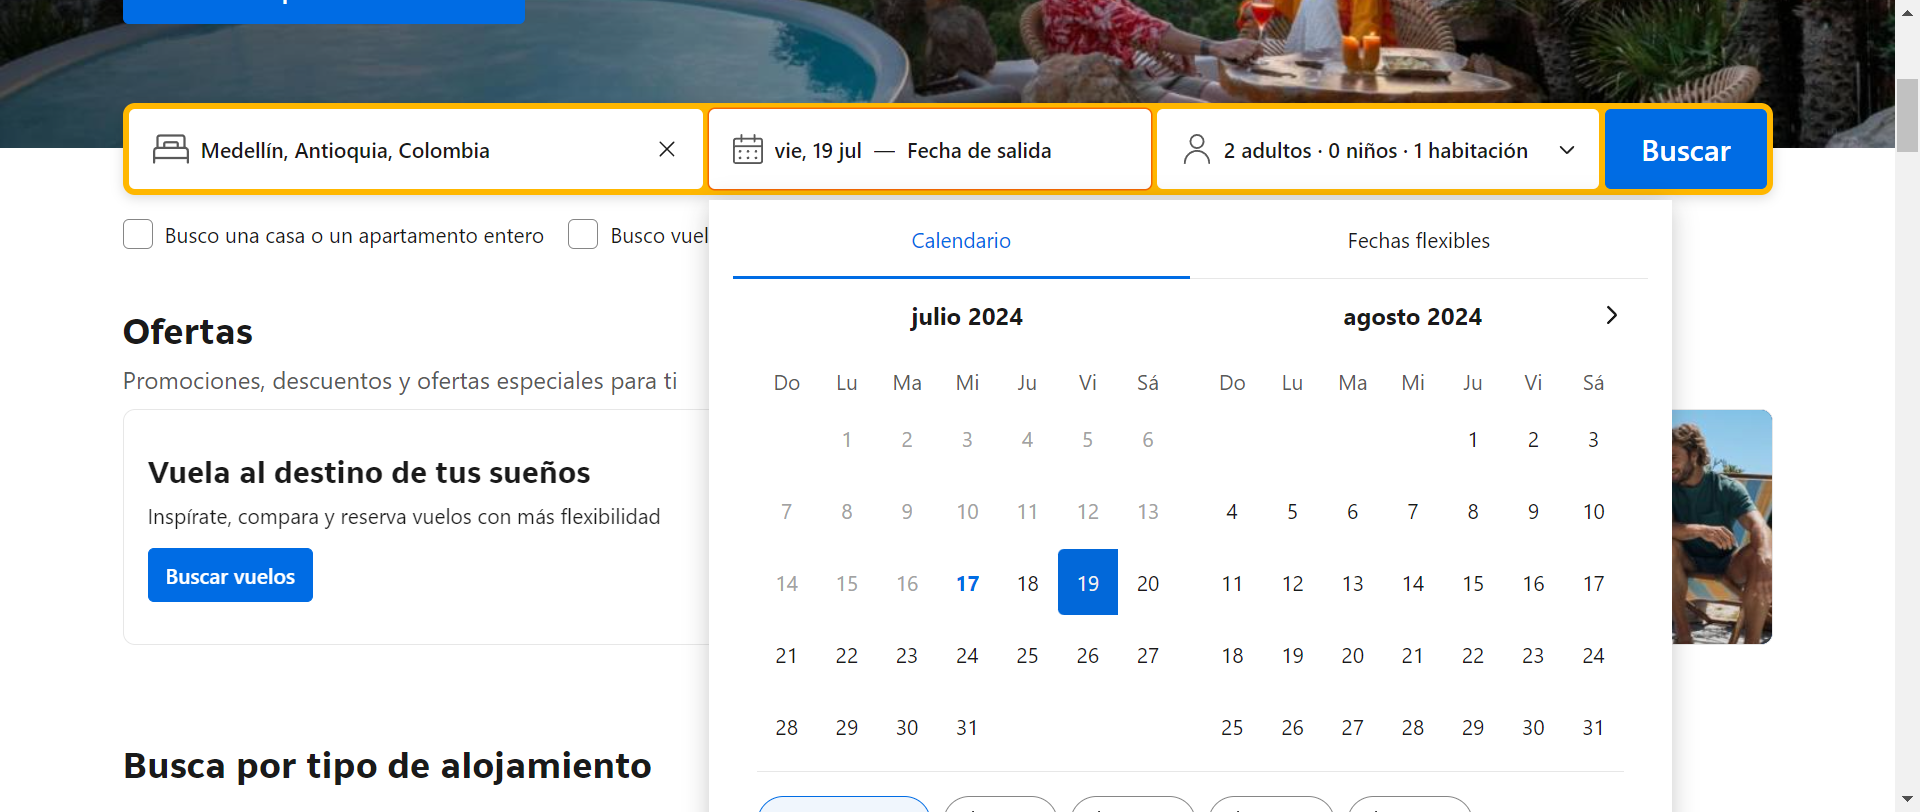 Medellín, Antioquia, Colombia
vie, 19 jul — Fecha de salida
2 adultos · 0 niños · 1 habitación
Buscar
Busco una casa o un apartamento entero
Busco
Calendario
Fechas flexibles
julio 2024
Do Lu Ma Mi Ju Vi Sá
1 2 3 4 5 6
7 8 9 10 11 12 13
14 15 16 17 18 19 20
21 22 23 24 25 26 27
28 29 30 31
agosto 2024
Do Lu Ma Mi Ju Vi Sá
1 2 3
4 5 6 7 8 9 10
11 12 13 14 15 16 17
18 19 20 21 22 23 24
25 26 27 28 29 30 31
Ofertas
Promociones, descuentos y ofertas especiales para ti
Vuela al destino de tus sueños
Inspírate, compara y reserva vuelos con más flexibilidad
Buscar vuelos
Busca por tipo de alojamiento